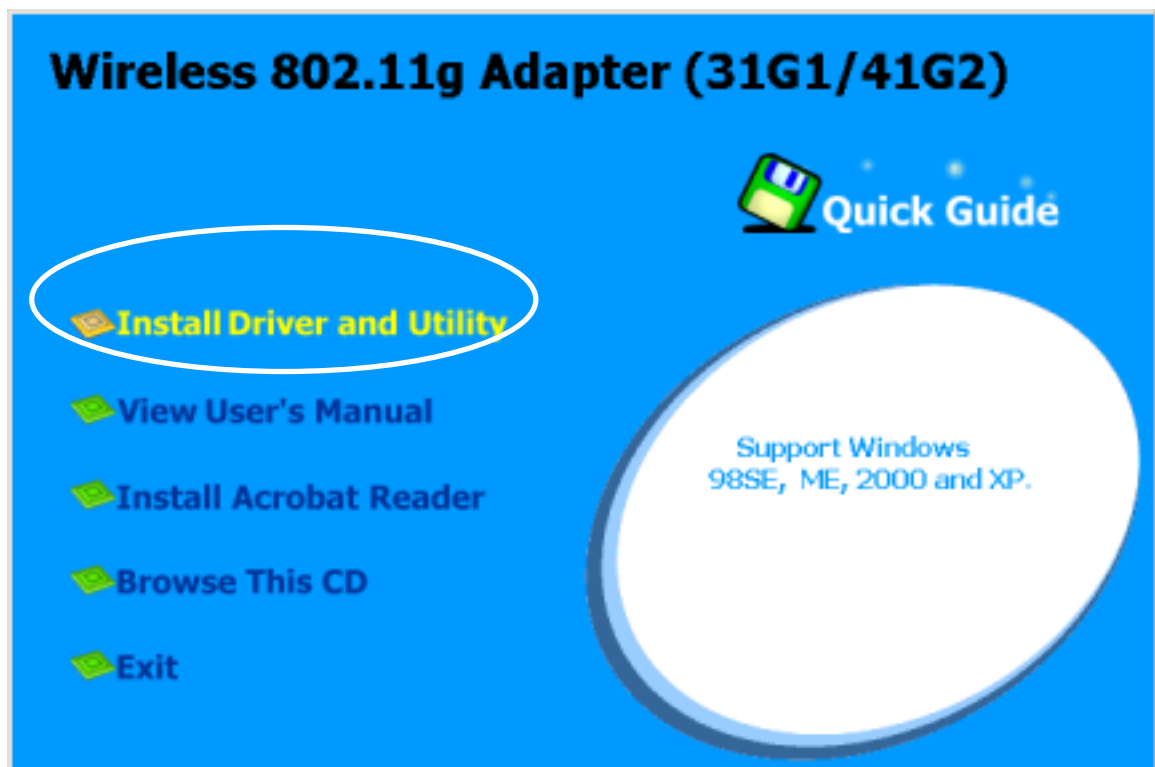 Wireless 802.11g Adapter (31G1/41G2)
Quick Guide
Install Driver and Utility
View User's Manual
Install Acrobat Reader
Browse This CD
Exit
Support Windows
98SE, ME, 2000 and XP.